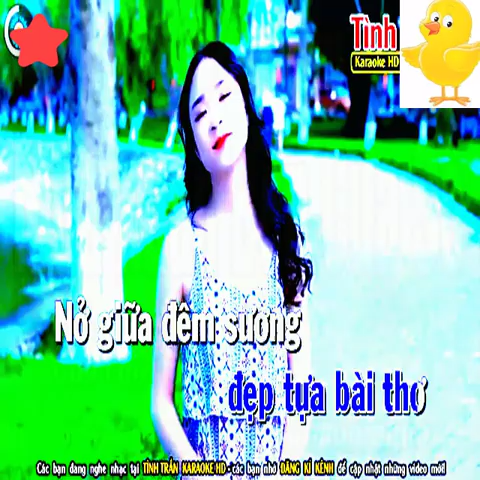 Tình
Karaoke HD
Nở giữa đêm sương
đẹp tựa bài thơ
Các bạn đang nghe nhạc tại TÌNH TRẦN KARAOKE HD - các bạn nhớ ĐĂNG KÍ KÊNH để cập nhật những video mới!